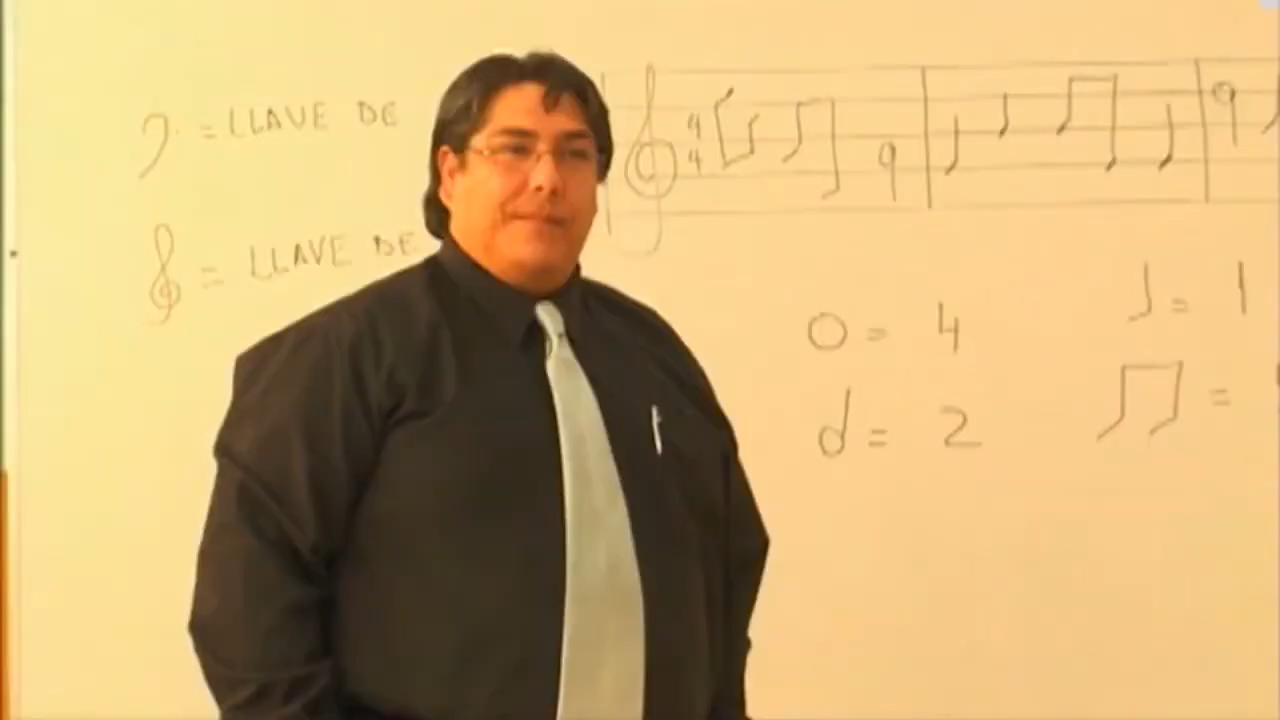 = LLAVE DE
= LLAVE DE
4
4
O = 4
d = 2
= 1
=